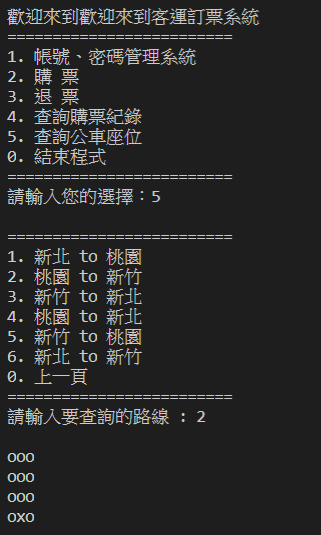 歡迎來到歡迎來到客運訂票系統
=========================
1. 帳號、密碼管理系統
2. 購 票
3. 退 票
4. 查詢購票紀錄
5. 查詢公車座位
0. 結束程式
=========================
請輸入您的選擇：5
=========================
1. 新北 to 桃園
2. 桃園 to 新竹
3. 新竹 to 新北
4. 桃園 to 新北
5. 新竹 to 桃園
6. 新北 to 新竹
0. 上一頁
=========================
請輸入要查詢的路線 : 2
ooo
ooo
ooo
oxo